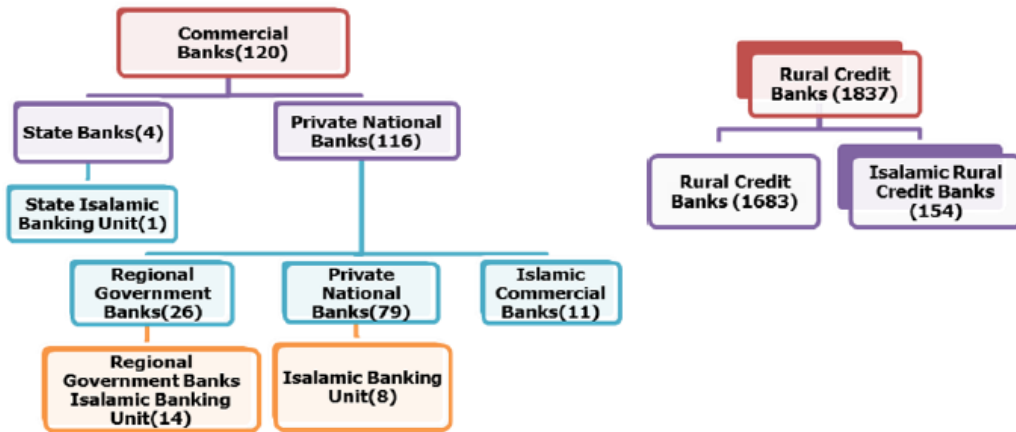 Commercial
Banks(120)
State Banks(4)
Private National
Banks(116)
State Isalamic
Banking Unit(1)
Regional
Government
Banks(26)
Private
National
Banks(79)
Islamic
Commercial
Banks(11)
Regional
Government Banks
Isalamic Banking
Unit(14)
Isalamic Banking
Unit(8)
Rural Credit
Banks (1837)
Rural Credit
Banks (1683)
Isalamic Rural
Credit Banks
(154)